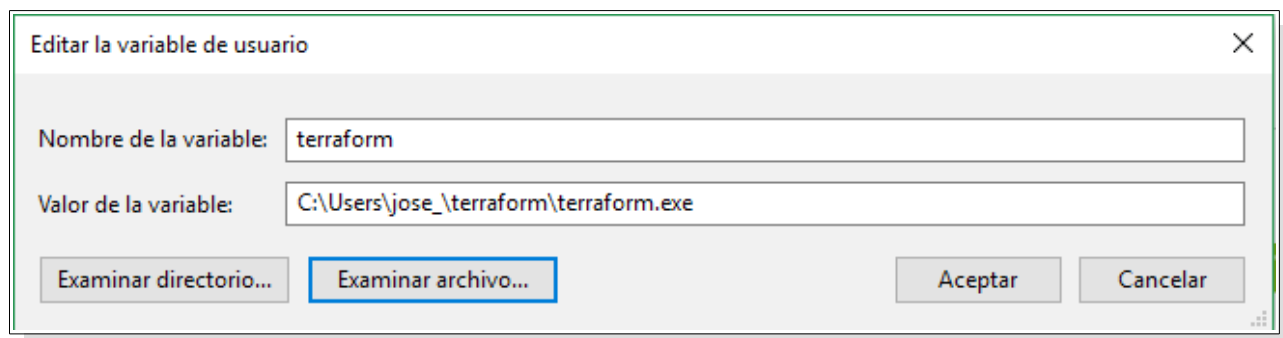 Editar la variable de usuario
Nombre de la variable: terraform
Valor de la variable: C:\Users\jose_\terraform\terraform.exe
Examinar directorio... Examinar archivo... Aceptar Cancelar